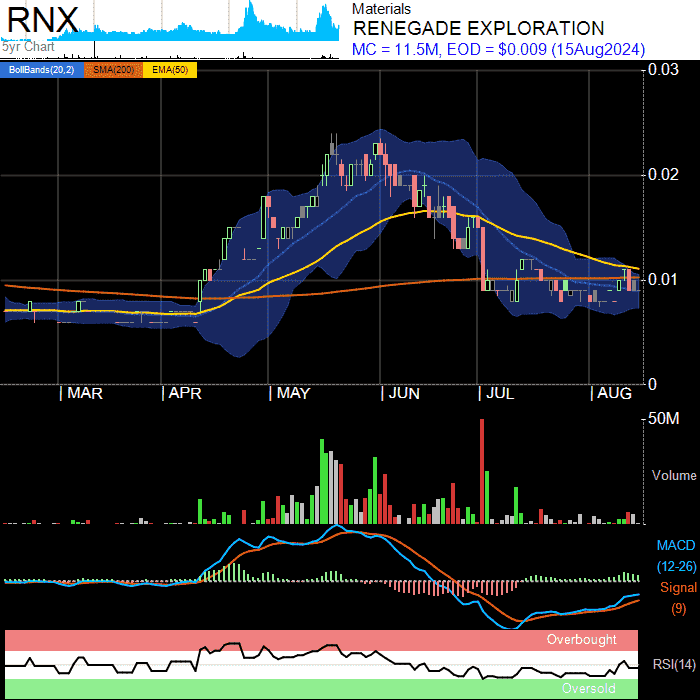 RNX
5yr Chart
Materials
RENEGADE EXPLORATION
MC = 11.5M, EOD = $0.009 (15Aug2024)
BollBands(20,2) SMA(200) EMA(50)
0.03
0.02
0.01
0
MAR APR MAY JUN JUL AUG
50M
Volume
MACD
(12-26)
Signal
(9)
Overbought
RSI(14)
Oversold